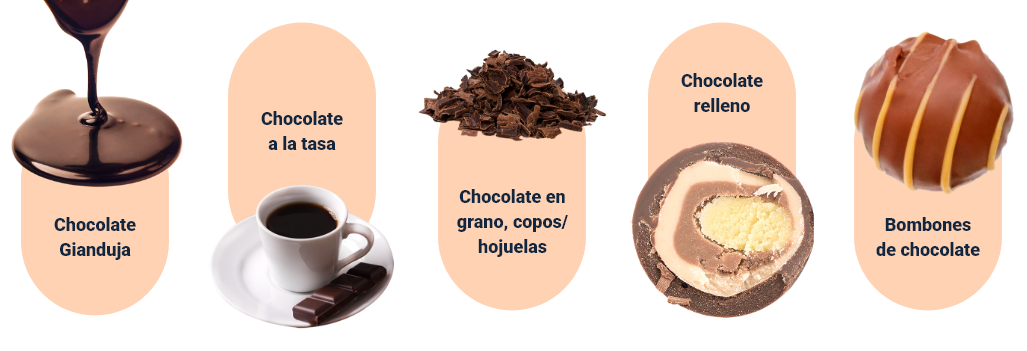 Chocolate
Gianduja
Chocolate
a la tasa
Chocolate en
grano, copos/
hojuelas
Chocolate
relleno
Bombones
de chocolate